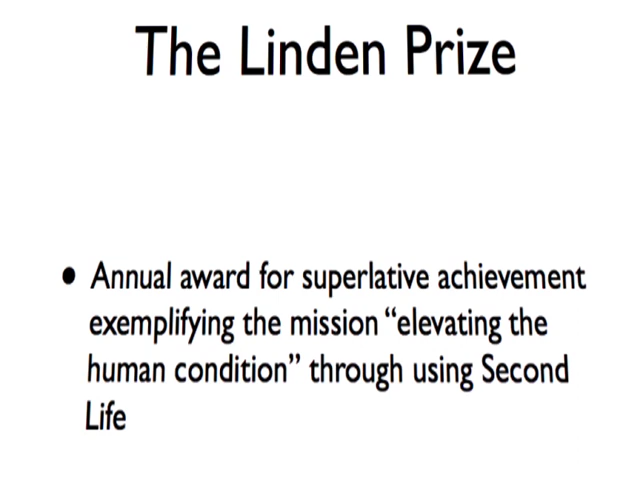 The Linden Prize
• Annual award for superlative achievement
exemplifying the mission “elevating the
human condition” through using Second
Life